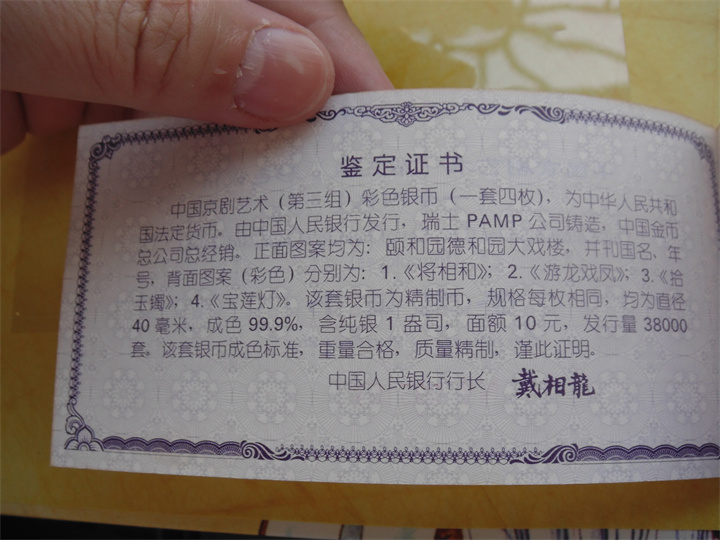 鉴定证书
中国京剧艺术（第三组）彩色银币（一套四枚），为中华人民共和
国法定货币。由中国人民银行发行，瑞士 PAMP 公司铸造，中国金币
总公司总经销。正面图案均为：颐和园德和园大戏楼，并刊国名、年
号，背面图案（彩色）分别为：1.《将相和》；2.《游龙戏凤》；3.《拾
玉镯》；4.《宝莲灯》。该套银币为精制币，规格每枚相同，均为直径
40 毫米，成色 99.9%，含纯银 1 盎司，面额 10 元，发行量 38000
套。该套银币成色标准，重量合格，质量精制，谨此证明。
中国人民银行行长 戴相龍